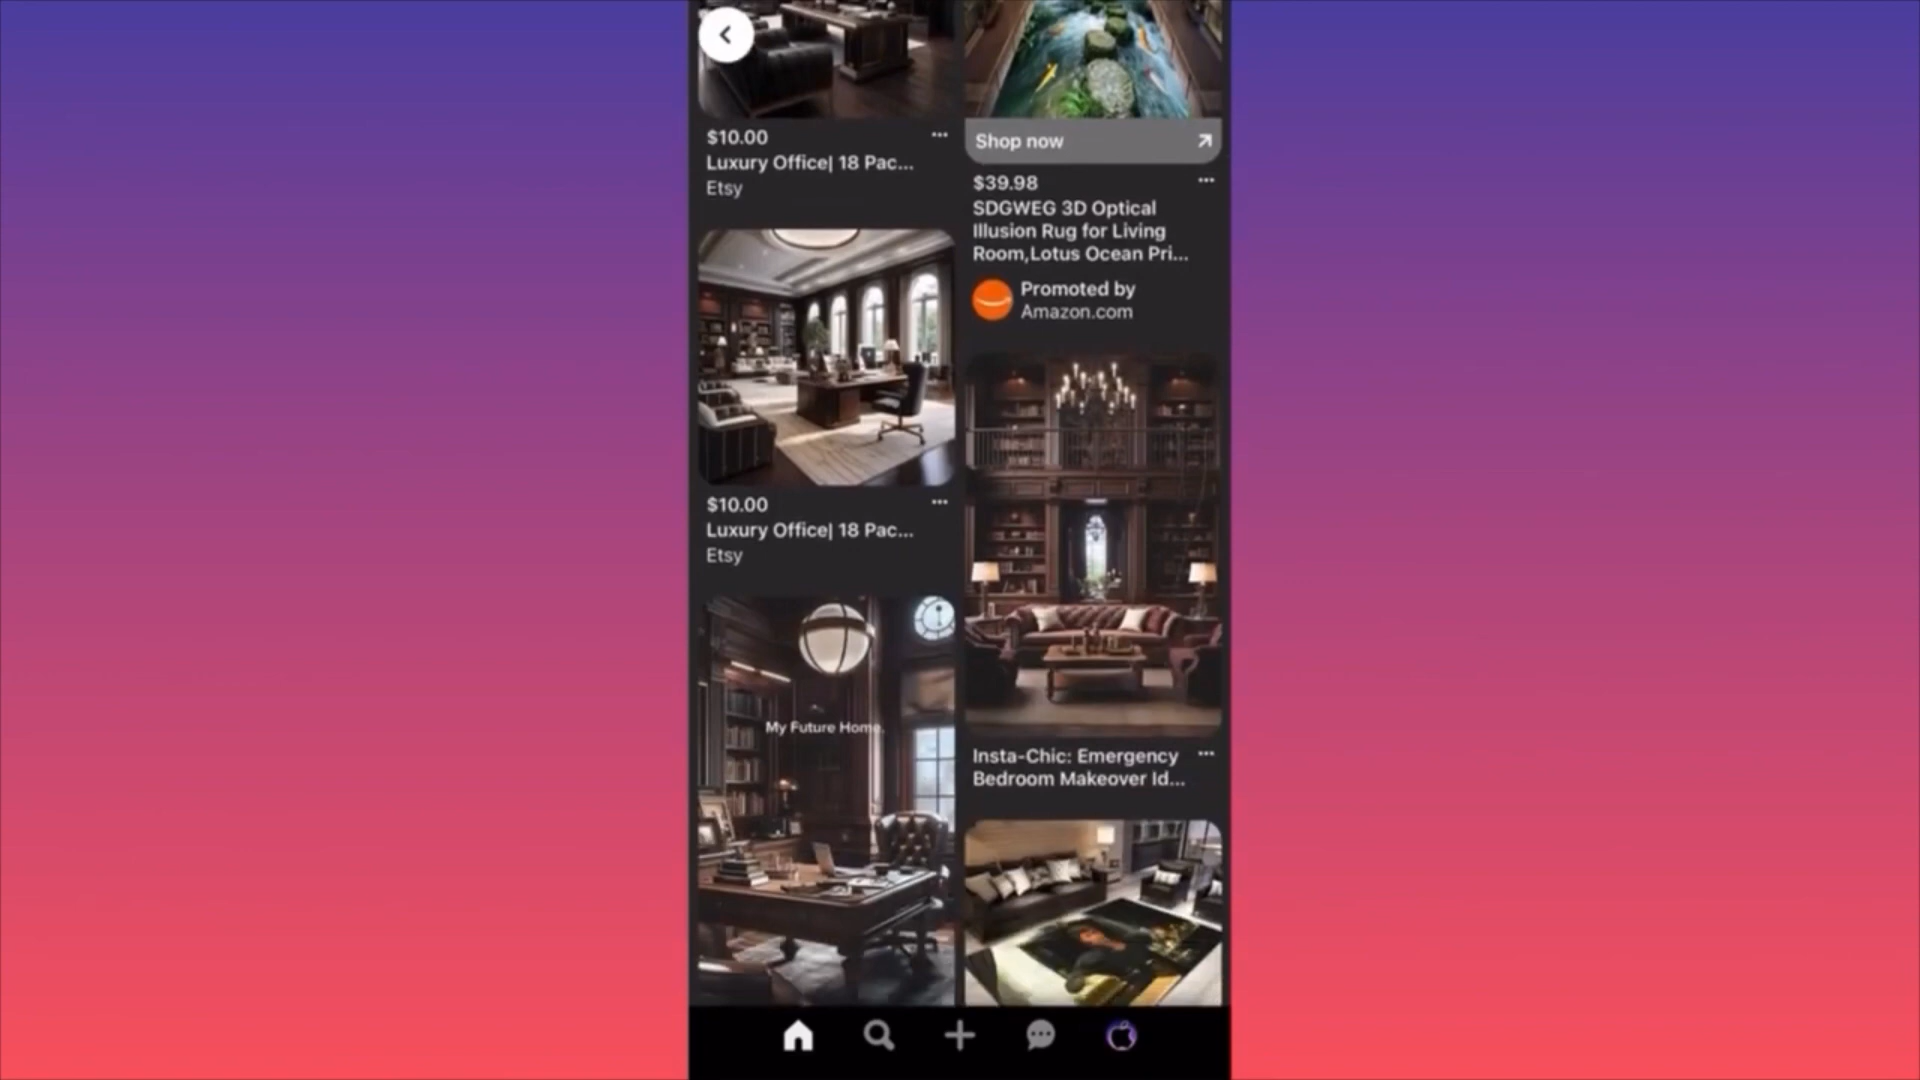 $10.00
Luxury Office| 18 Pac...
Etsy
$10.00
Luxury Office| 18 Pac...
Etsy
My Future Home.
Shop now
$39.98
SDGWEG 3D Optical
Illusion Rug for Living
Room,Lotus Ocean Pri...
Promoted by
Amazon.com
Insta-Chic: Emergency
Bedroom Makeover Id...